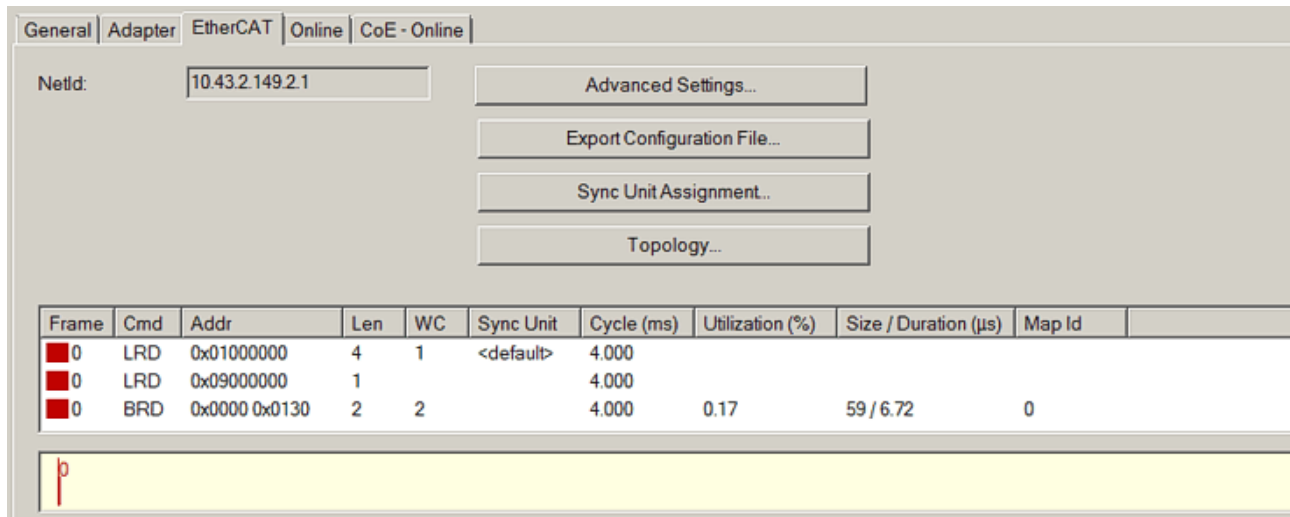 General Adapter EtherCAT Online CoE - Online
NetId: 10.43.2.149.2.1 Advanced Settings...
Export Configuration File...
Sync Unit Assignment...
Topology...
Frame Cmd Addr Len WC Sync Unit Cycle (ms) Utilization (%) Size / Duration (µs) Map Id
0 LRD 0x01000000 4 1 <default> 4.000
0 LRD 0x09000000 1 4.000
0 BRD 0x0000 0x0130 2 2 4.000 0.17 59 / 6.72 0
0